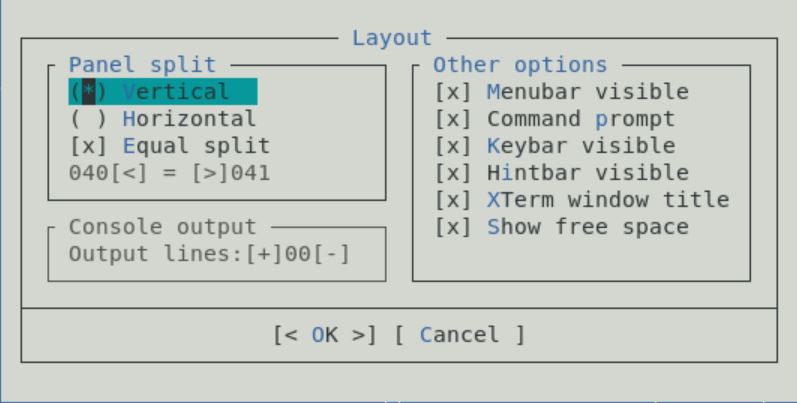 Layout
Panel split
(*) Vertical
( ) Horizontal
[x] Equal split
040[<] = [>]041
Console output
Output lines:[+]00[-]
Other options
[x] Menubar visible
[x] Command prompt
[x] Keybar visible
[x] Hintbar visible
[x] XTerm window title
[x] Show free space
[< OK >] [ Cancel ]